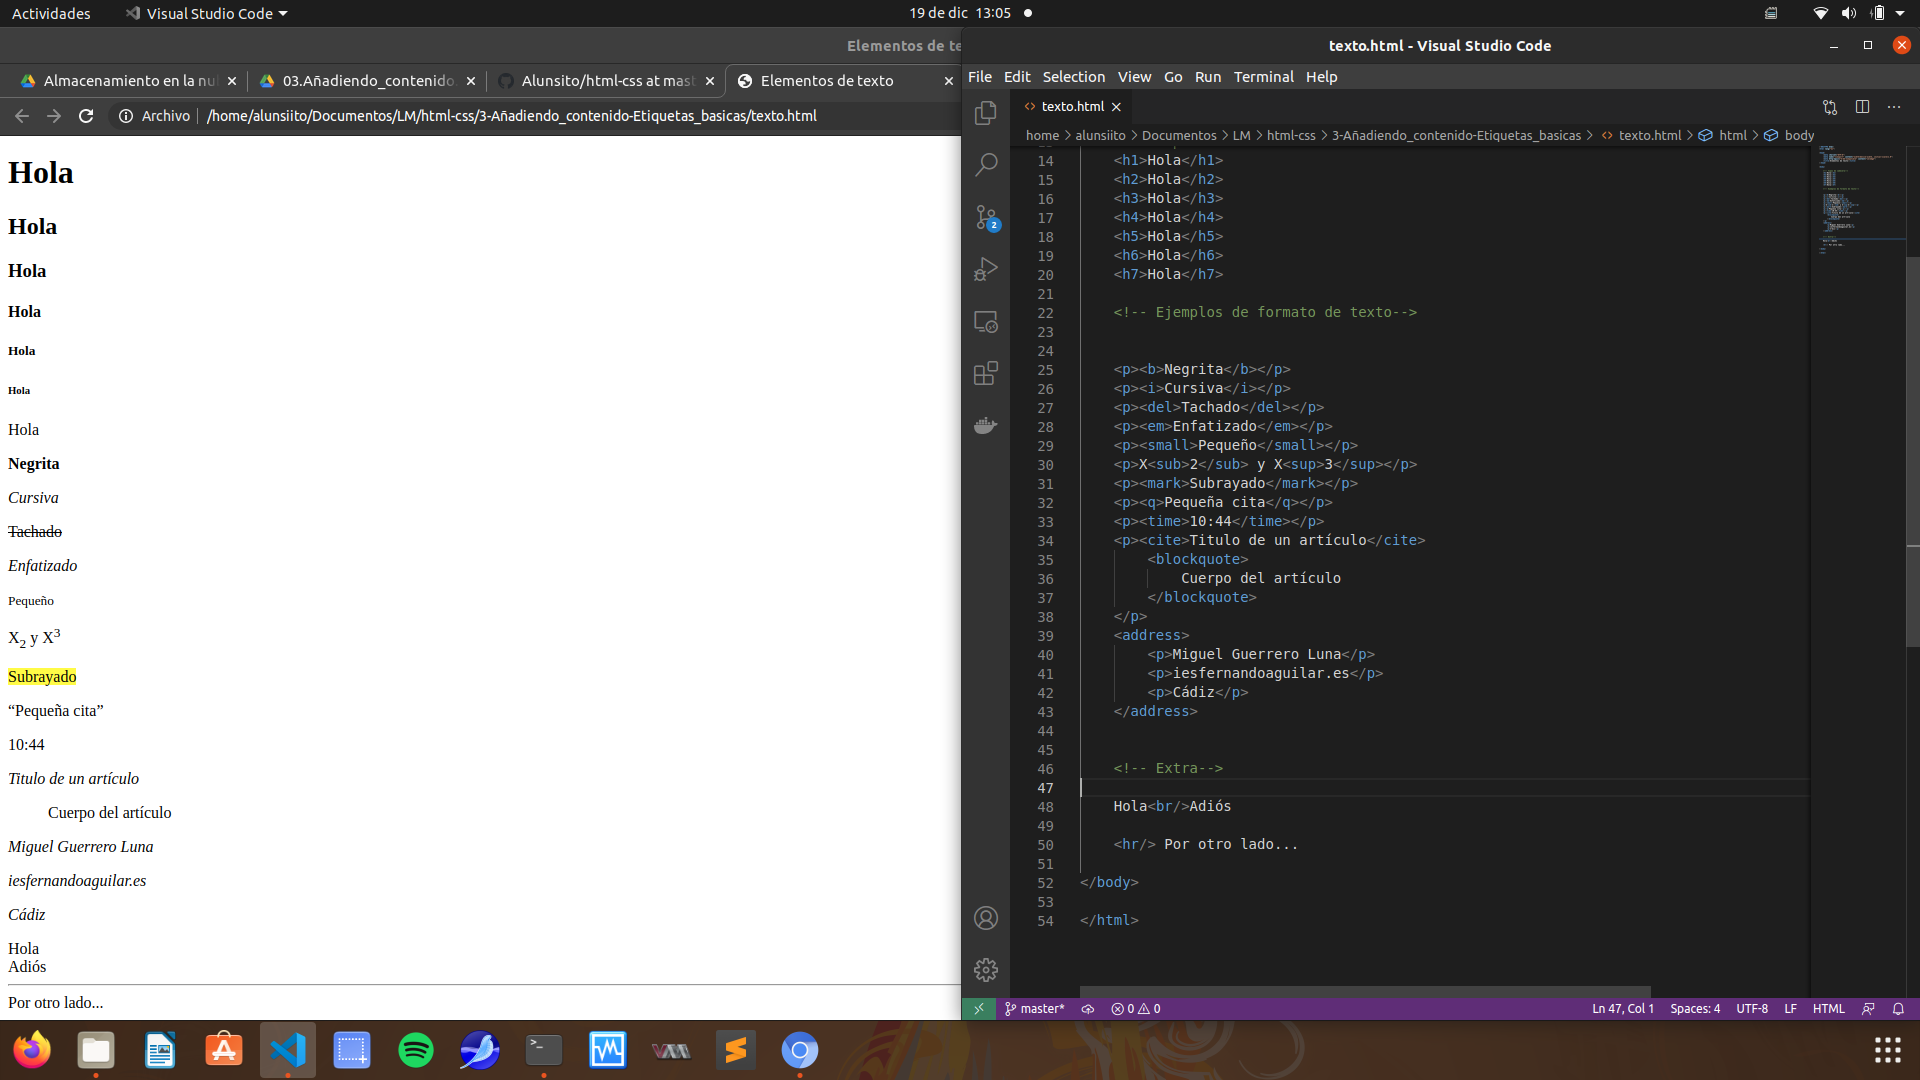 Actividades
Visual Studio Code
19 de dic 13:05
Elementos de te
Almacenamiento en la nu
03.Añadiendo_contenido.
Alunsito/html-css at mast
Elementos de texto
Archivo
/home/alunsiito/Documentos/LM/html-css/3-Añadiendo_contenido-Etiquetas_basicas/texto.html
Hola
Hola
Hola
Hola
Hola
Hola
Hola
Negrita
Cursiva
Tachado
Enfatizado
Pequeño
X2 y X3
Subrayado
“Pequeña cita”
10:44
Titulo de un artículo
Cuerpo del artículo
Miguel Guerrero Luna
iesfernandoaguilar.es
Cádiz
Hola
Adiós
Por otro lado...
texto.html - Visual Studio Code
File Edit Selection View Go Run Terminal Help
texto.html
home > alunsiito > Documentos > LM > html-css > 3-Añadiendo_contenido-Etiquetas_basicas > texto.html > html > body
14 <h1>Hola</h1>
15 <h2>Hola</h2>
16 <h3>Hola</h3>
17 <h4>Hola</h4>
18 <h5>Hola</h5>
19 <h6>Hola</h6>
20 <h7>Hola</h7>
21
22 <!-- Ejemplos de formato de texto-->
23
24
25 <p><b>Negrita</b></p>
26 <p><i>Cursiva</i></p>
27 <p><del>Tachado</del></p>
28 <p><em>Enfatizado</em></p>
29 <p><small>Pequeño</small></p>
30 <p>X<sub>2</sub> y X<sup>3</sup></p>
31 <p><mark>Subrayado</mark></p>
32 <p><q>Pequeña cita</q></p>
33 <p><time>10:44</time></p>
34 <p><cite>Titulo de un artículo</cite>
35 <blockquote>
36 Cuerpo del artículo
37 </blockquote>
38 </p>
39 <address>
40 <p>Miguel Guerrero Luna</p>
41 <p>iesfernandoaguilar.es</p>
42 <p>Cádiz</p>
43 </address>
44
45
46 <!-- Extra-->
47
48 Hola<br/>Adiós
49
50 <hr/> Por otro lado...
51
52 </body>
53
54 </html>
2
master*
0 0
Ln 47, Col 1
Spaces: 4
UTF-8
LF
HTML